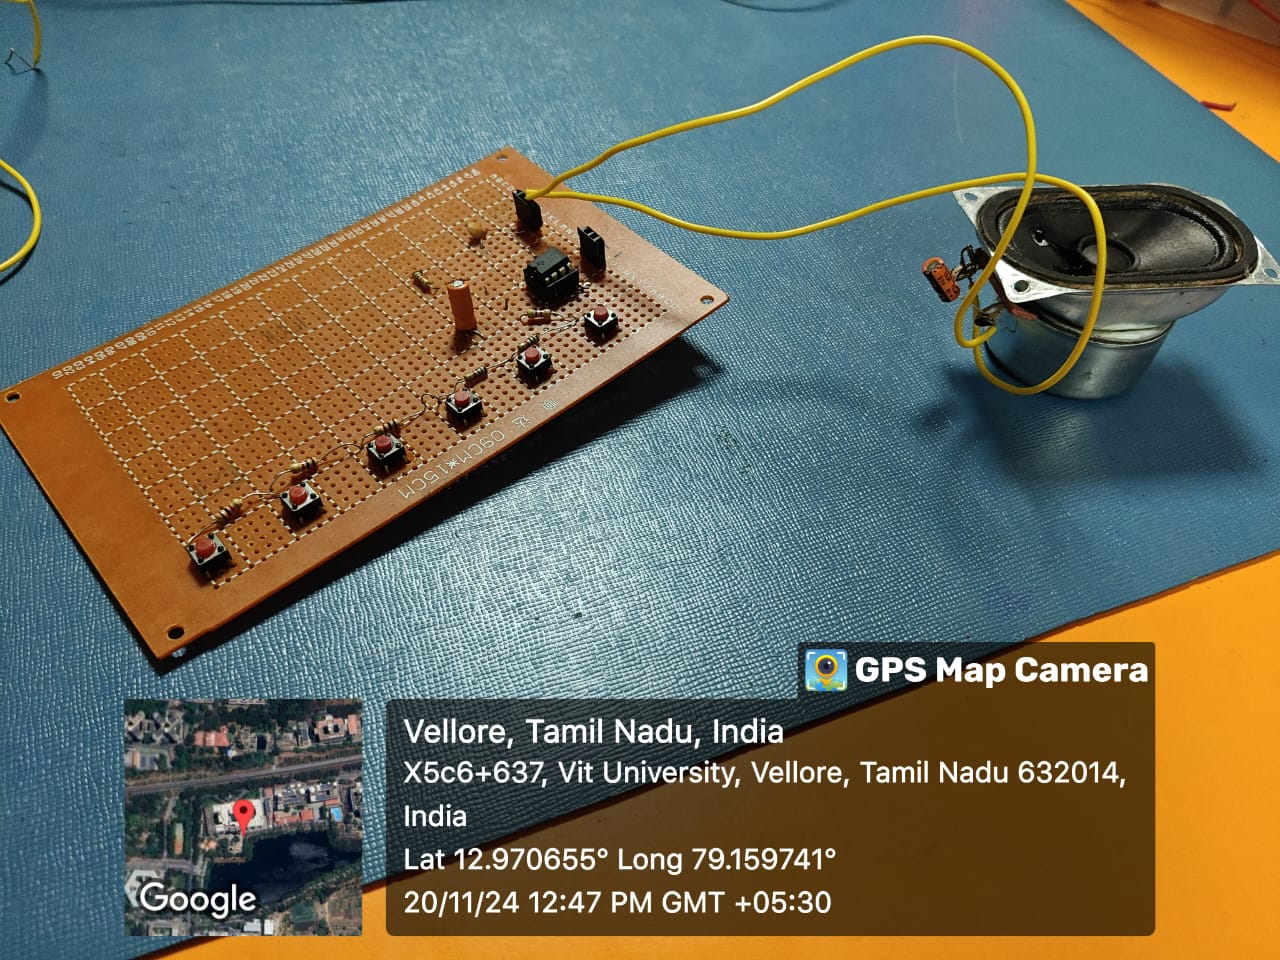 09CM*15CM
GPS Map Camera
Vellore, Tamil Nadu, India
X5c6+637, Vit University, Vellore, Tamil Nadu 632014,
India
Lat 12.970655° Long 79.159741°
20/11/24 12:47 PM GMT +05:30
Google